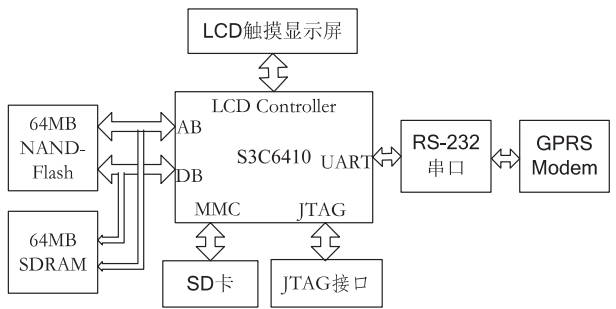 LCD触摸显示屏
LCD Controller
64MB
NAND-
Flash
AB
S3C6410
UART
DB
MMC
JTAG
RS-232
串口
GPRS
Modem
64MB
SDRAM
SD卡
JTAG接口